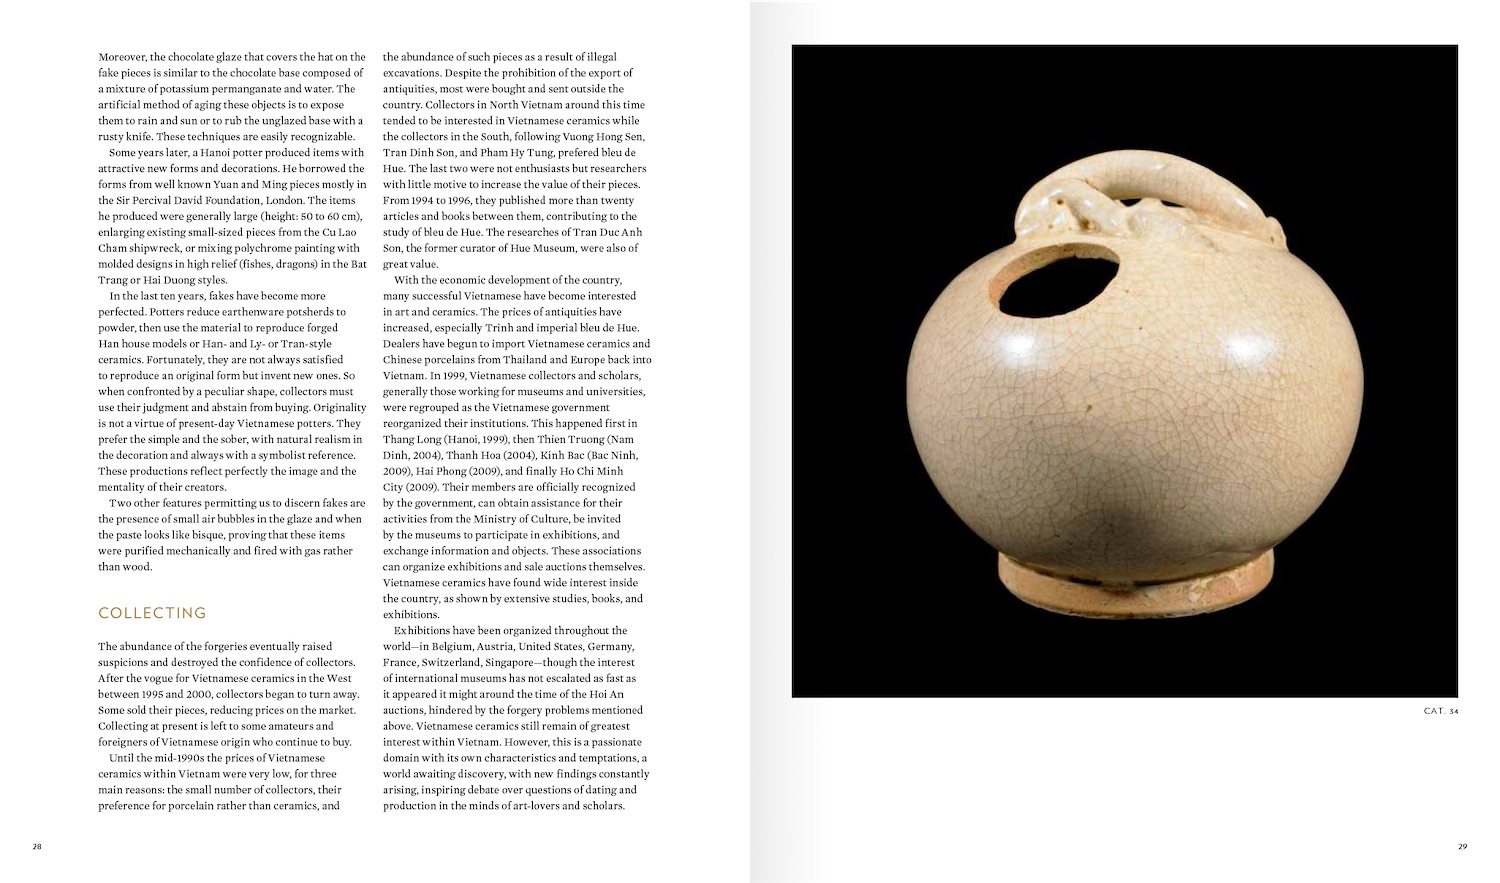 Moreover, the chocolate glaze that covers the hat on the
fake pieces is similar to the chocolate base composed of
a mixture of potassium permanganate and water. The
artificial method of aging these objects is to expose
them to rain and sun or to rub the unglazed base with a
rusty knife. These techniques are easily recognizable.
Some years later, a Hanoi potter produced items with
attractive new forms and decorations. He borrowed the
forms from well known Yuan and Ming pieces mostly in
the Sir Percival David Foundation, London. The items
he produced were generally large (height: 50 to 60 cm),
enlarging existing small-sized pieces from the Cu Lao
Cham shipwreck, or mixing polychrome painting with
molded designs in high relief (fishes, dragons) in the Bat
Trang or Hai Duong styles.
In the last ten years, fakes have become more
perfected. Potters reduce earthenware potsherds to
powder, then use the material to reproduce forged
Han house models or Han- and Ly- or Tran-style
ceramics. Fortunately, they are not always satisfied
to reproduce an original form but invent new ones. So
when confronted by a peculiar shape, collectors must
use their judgment and abstain from buying. Originality
is not a virtue of present-day Vietnamese potters. They
prefer the simple and the sober, with natural realism in
the decoration and always with a symbolist reference.
These productions reflect perfectly the image and the
mentality of their creators.
Two other features permitting us to discern fakes are
the presence of small air bubbles in the glaze and when
the paste looks like bisque, proving that these items
were purified mechanically and fired with gas rather
than wood.
COLLECTING
The abundance of the forgeries eventually raised
suspicions and destroyed the confidence of collectors.
After the vogue for Vietnamese ceramics in the West
between 1995 and 2000, collectors began to turn away.
Some sold their pieces, reducing prices on the market.
Collecting at present is left to some amateurs and
foreigners of Vietnamese origin who continue to buy.
Until the mid-1990s the prices of Vietnamese
ceramics within Vietnam were very low, for three
main reasons: the small number of collectors, their
preference for porcelain rather than ceramics, and
the abundance of such pieces as a result of illegal
excavations. Despite the prohibition of the export of
antiquities, most were bought and sent outside the
country. Collectors in North Vietnam around this time
tended to be interested in Vietnamese ceramics while
the collectors in the South, following Vuong Hong Sen,
Tran Dinh Son, and Pham Hy Tung, prefered bleu de
Hue. The last two were not enthusiasts but researchers
with little motive to increase the value of their pieces.
From 1994 to 1996, they published more than twenty
articles and books between them, contributing to the
study of bleu de Hue. The researches of Tran Duc Anh
Son, the former curator of Hue Museum, were also of
great value.
With the economic development of the country,
many successful Vietnamese have become interested
in art and ceramics. The prices of antiquities have
increased, especially Trinh and imperial bleu de Hue.
Dealers have begun to import Vietnamese ceramics and
Chinese porcelains from Thailand and Europe back into
Vietnam. In 1999, Vietnamese collectors and scholars,
generally those working for museums and universities,
were regrouped as the Vietnamese government
reorganized their institutions. This happened first in
Thang Long (Hanoi, 1999), then Thien Truong (Nam
Dinh, 2004), Thanh Hoa (2004), Kinh Bac (Bac Ninh,
2009), Hai Phong (2009), and finally Ho Chi Minh
City (2009). Their members are officially recognized
by the government, can obtain assistance for their
activities from the Ministry of Culture, be invited
by the museums to participate in exhibitions, and
exchange information and objects. These associations
can organize exhibitions and sale auctions themselves.
Vietnamese ceramics have found wide interest inside
the country, as shown by extensive studies, books, and
exhibitions.
Exhibitions have been organized throughout the
world—in Belgium, Austria, United States, Germany,
France, Switzerland, Singapore—though the interest
of international museums has not escalated as fast as
it appeared it might around the time of the Hoi An
auctions, hindered by the forgery problems mentioned
above. Vietnamese ceramics still remain of greatest
interest within Vietnam. However, this is a passionate
domain with its own characteristics and temptations, a
world awaiting discovery, with new findings constantly
arising, inspiring debate over questions of dating and
production in the minds of art-lovers and scholars.
28
CAT. 34
29